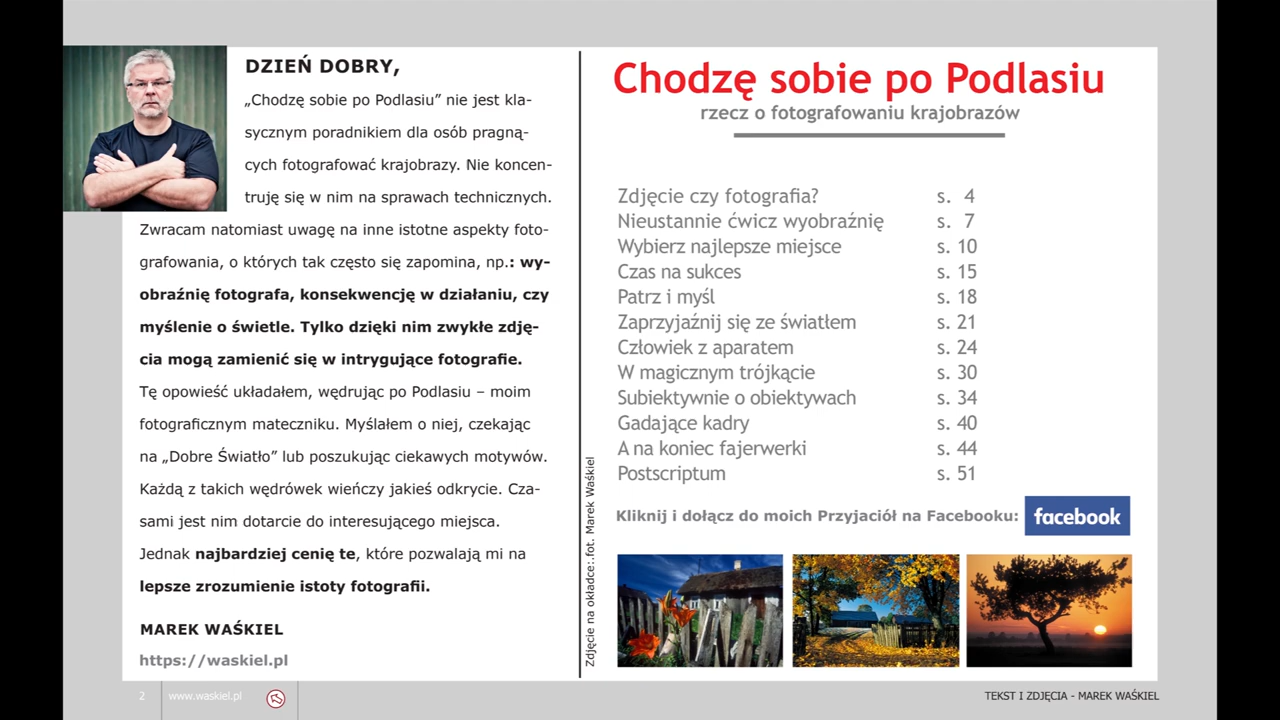 DZIEŃ DOBRY,
„Chodzę sobie po Podlasiu” nie jest kla-
sycznym poradnikiem dla osób pragną-
cych fotografować krajobrazy. Nie koncen-
truję się w nim na sprawach technicznych.
Zwracam natomiast uwagę na inne istotne aspekty foto-
grafowania, o których tak często się zapomina, np.: wy-
obraźnię fotografa, konsekwencję w działaniu, czy
myślenie o świetle. Tylko dzięki nim zwykłe zdję-
cia mogą zamienić się w intrygujące fotografie.
Tę opowieść układałem, wędrując po Podlasiu – moim
fotograficznym mateczniku. Myślałem o niej, czekając
na „Dobre Światło” lub poszukując ciekawych motywów.
Każdą z takich wędrówek wieńczy jakieś odkrycie. Cza-
sami jest nim dotarcie do interesującego miejsca.
Jednak najbardziej cenię te, które pozwalają mi na
lepsze zrozumienie istoty fotografii.
MAREK WAŚKIEL
https://waskiel.pl
Zdjęcie na okładce:.fot. Marek Waśkiel
Chodzę sobie po Podlasiu
rzecz o fotografowaniu krajobrazów
Zdjęcie czy fotografia? s. 4
Nieustannie ćwicz wyobraźnię s. 7
Wybierz najlepsze miejsce s. 10
Czas na sukces s. 15
Patrz i myśl s. 18
Zaprzyjaźnij się ze światłem s. 21
Człowiek z aparatem s. 24
W magicznym trójkącie s. 30
Subiektywnie o obiektywach s. 34
Gadające kadry s. 40
A na koniec fajerwerki s. 44
Postscriptum s. 51
Kliknij i dołącz do moich Przyjaciół na Facebooku: facebook
2 www.waskiel.pl
TEKST I ZDJĘCIA - MAREK WAŚKIEL